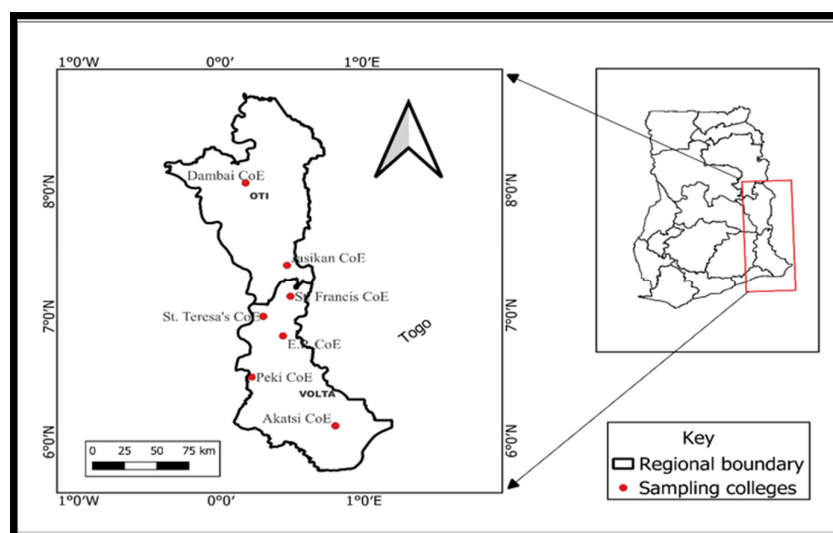 1°0′W 0°0′ 1°0′E
8°0′N 8°0′N
Dambai CoE
OTI
Jasikan CoE
St. Francis CoE
St. Teresa's CoE
7°0′N 7°0′N
Togo
E.P. CoE
Peki CoE
VOLTA
Akatsi CoE
6°0′N 6°0′N
0 25 50 75 km
1°0′W 0°0′ 1°0′E
Key
Regional boundary
Sampling colleges